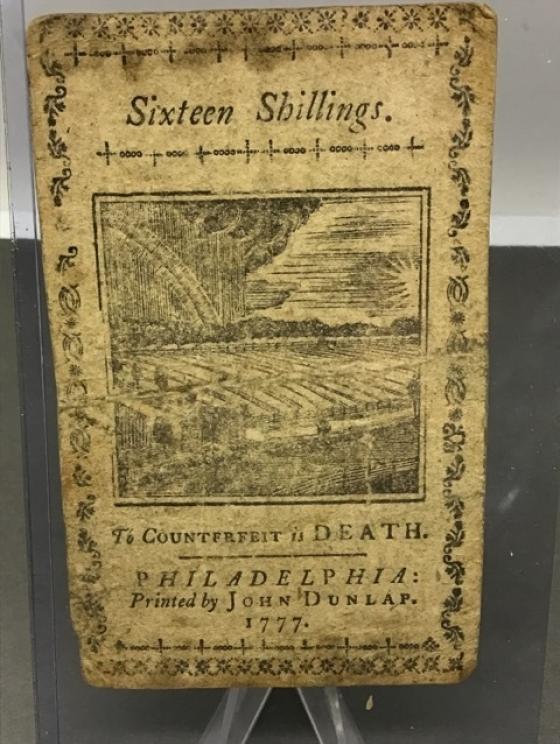 Sixteen Shillings.
To COUNTERFEIT is DEATH.
PHILADELPHIA:
Printed by JOHN DUNLAP.
1777.